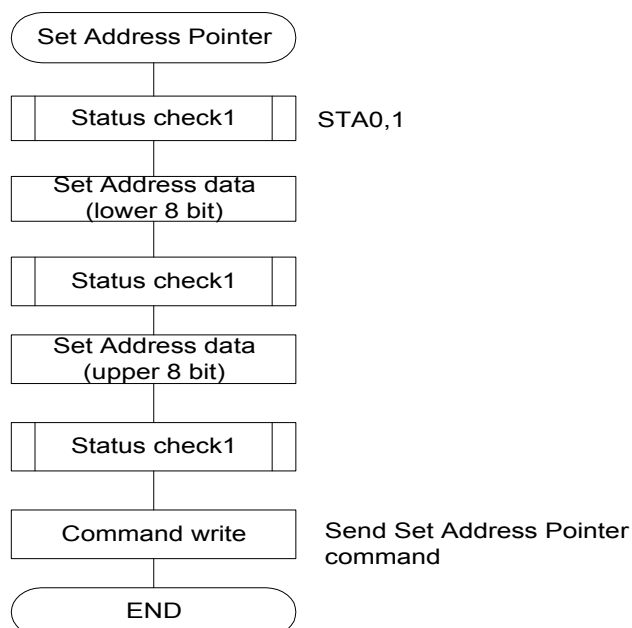 Set Address Pointer
Status check1
STA0,1
Set Address data
(lower 8 bit)
Status check1
Set Address data
(upper 8 bit)
Status check1
Command write
Send Set Address Pointer
command
END